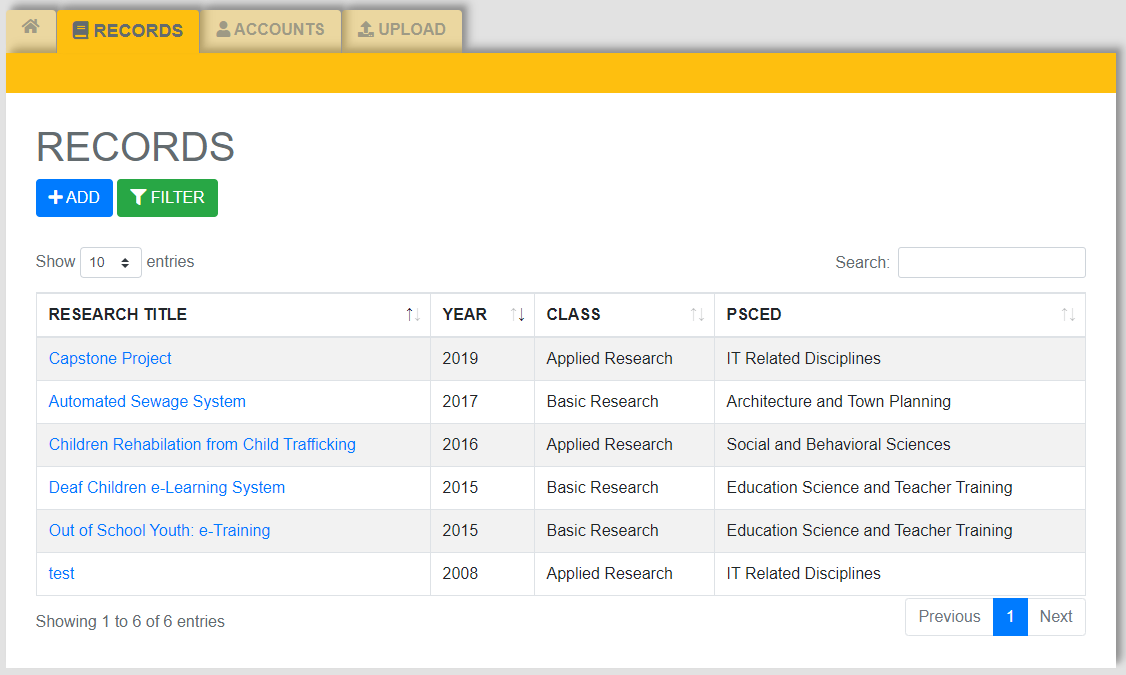 RECORDS ACCOUNTS UPLOAD
RECORDS
ADD FILTER
Show 10 entries Search:
RESEARCH TITLE YEAR CLASS PSCED
Capstone Project 2019 Applied Research IT Related Disciplines
Automated Sewage System 2017 Basic Research Architecture and Town Planning
Children Rehabilation from Child Trafficking 2016 Applied Research Social and Behavioral Sciences
Deaf Children e-Learning System 2015 Basic Research Education Science and Teacher Training
Out of School Youth: e-Training 2015 Basic Research Education Science and Teacher Training
test 2008 Applied Research IT Related Disciplines
Showing 1 to 6 of 6 entries Previous 1 Next